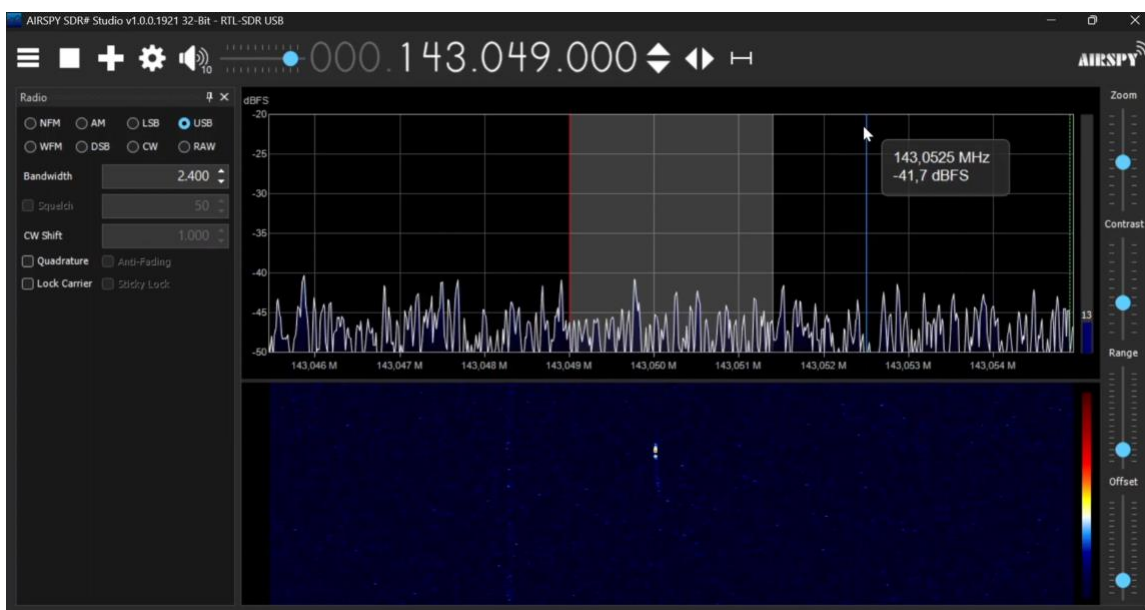 AIRSPY SDR# Studio v1.0.0.1921 32-Bit - RTL-SDR USB
10
000.143.049.000
AIRSPY
Radio
NFM AM LSB USB
WFM DSB CW RAW
Bandwidth 2.400
Squelch 50
CW Shift 1.000
Quadrature Anti-Fading
Lock Carrier Sticky Lock
dBFS
-20
-25
-30
-35
-40
-45
-50
143,0525 MHz
-41,7 dBFS
13
143,046 M 143,047 M 143,048 M 143,049 M 143,050 M 143,051 M 143,052 M 143,053 M 143,054 M
Zoom
Contrast
Range
Offset